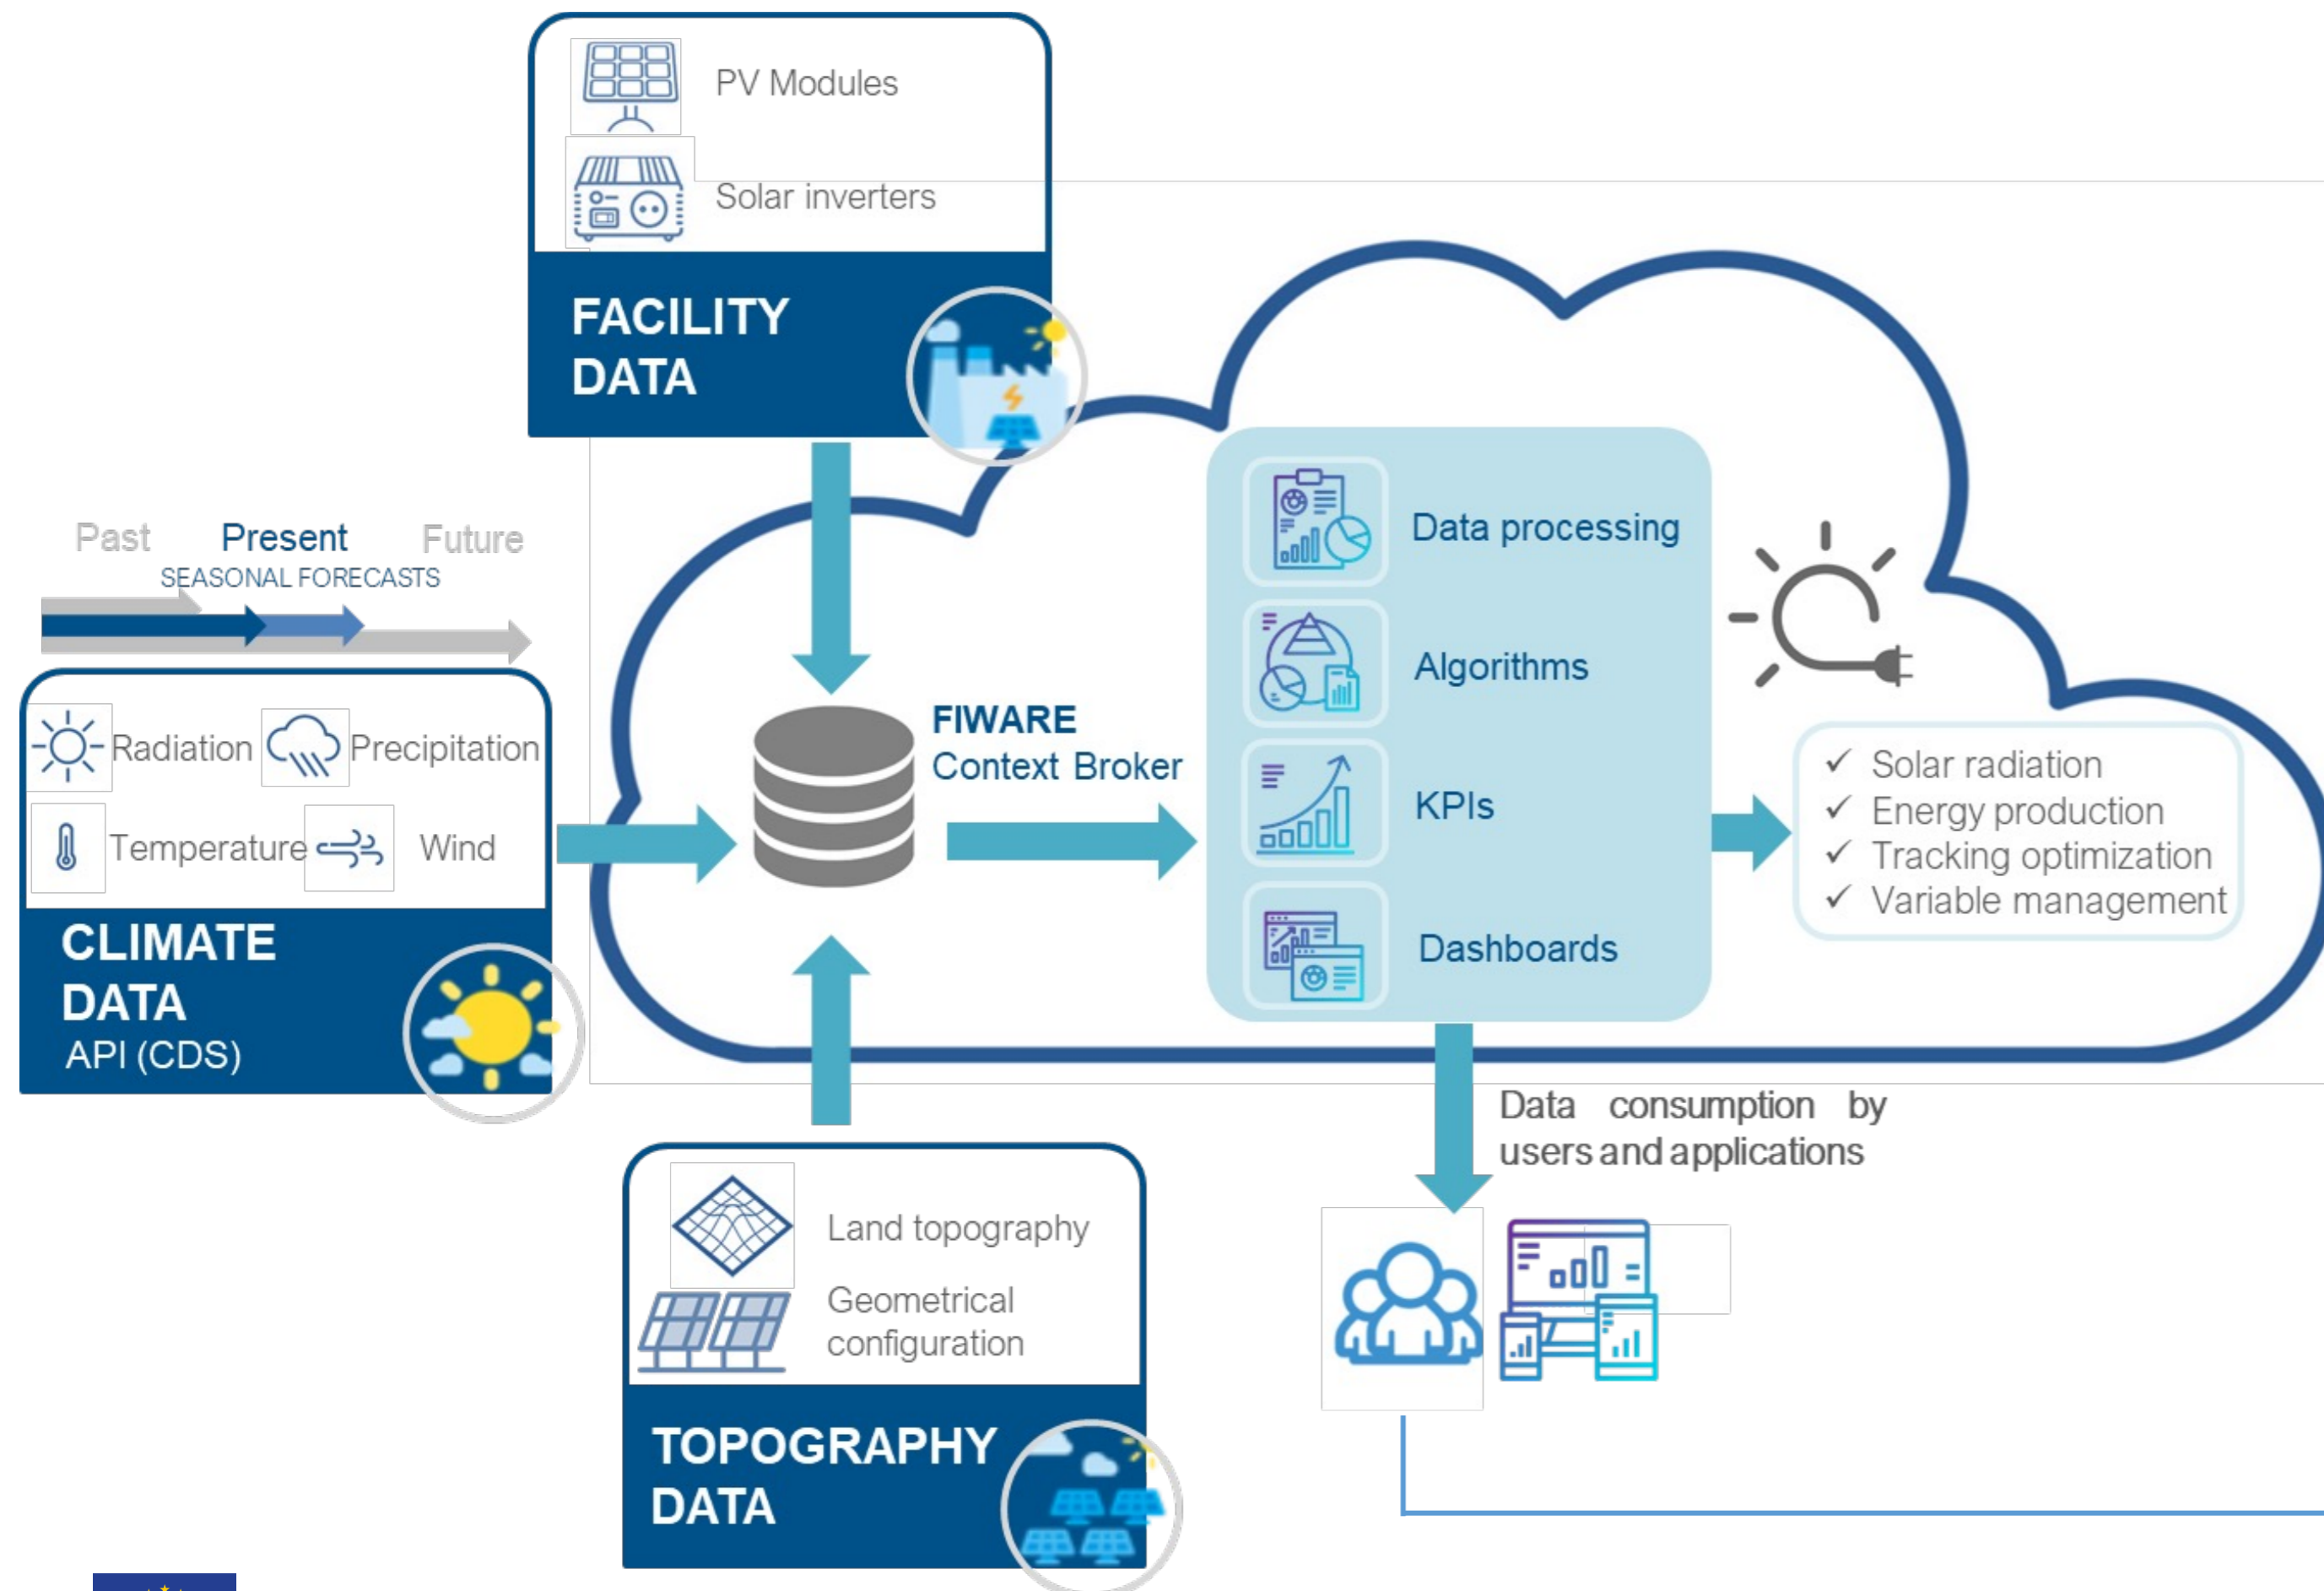 PV Modules
Solar inverters
FACILITY
DATA
Past Present Future
SEASONAL FORECASTS
Radiation Precipitation
Temperature Wind
CLIMATE
DATA
API (CDS)
FIWARE
Context Broker
Data processing
Algorithms
KPIs
Dashboards
✓ Solar radiation
✓ Energy production
✓ Tracking optimization
✓ Variable management
Data consumption by
users and applications
Land topography
Geometrical
configuration
TOPOGRAPHY
DATA